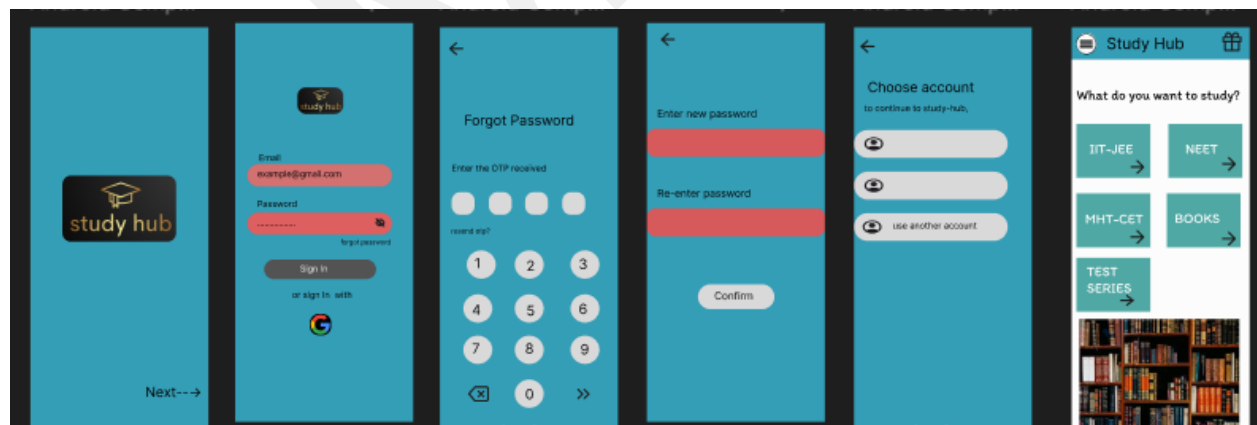 study hub
Next-->
study hub
Email
example@gmail.com
Password
forgot password
Sign in
or sign in with
G
Forgot Password
Enter the OTP received
resend otp?
1 2 3
4 5 6
7 8 9
0 >>
Enter new password
Re-enter password
Confirm
Choose account
to continue to study-hub,
use another account
Study Hub
What do you want to study?
IIT-JEE
NEET
MHT-CET
BOOKS
TEST
SERIES